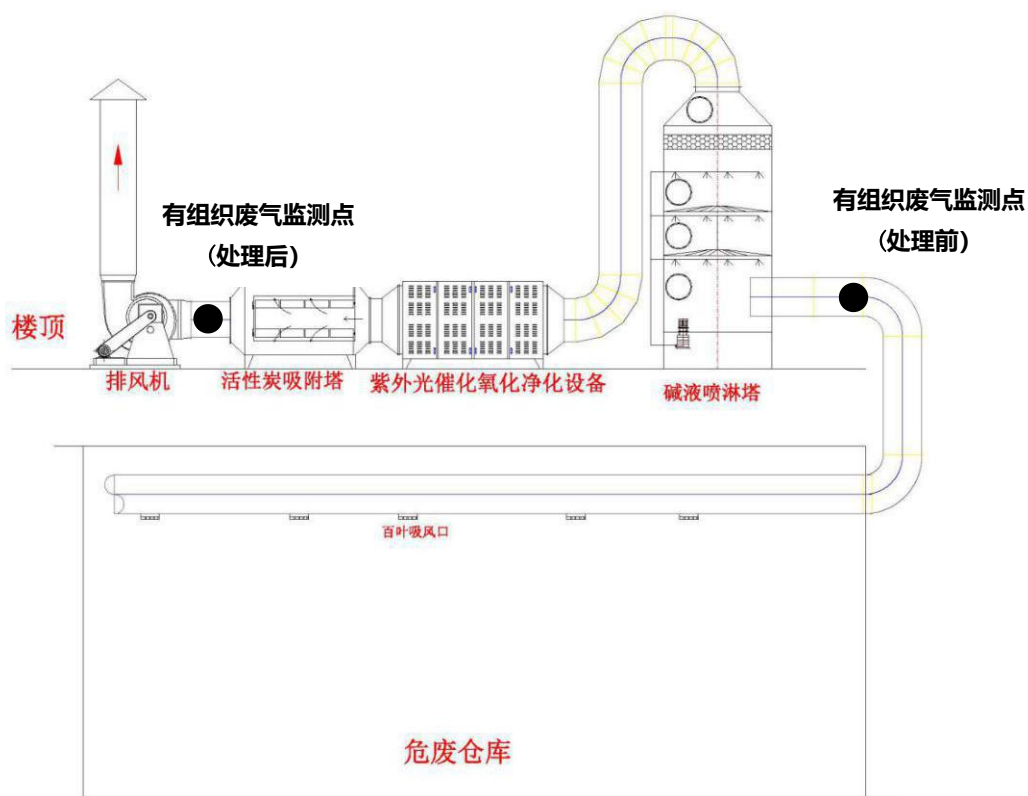 有组织废气监测点
（处理后）
有组织废气监测点
（处理前）
楼顶
排风机
活性炭吸附塔
紫外光催化氧化净化设备
碱液喷淋塔
百叶吸风口
危废仓库